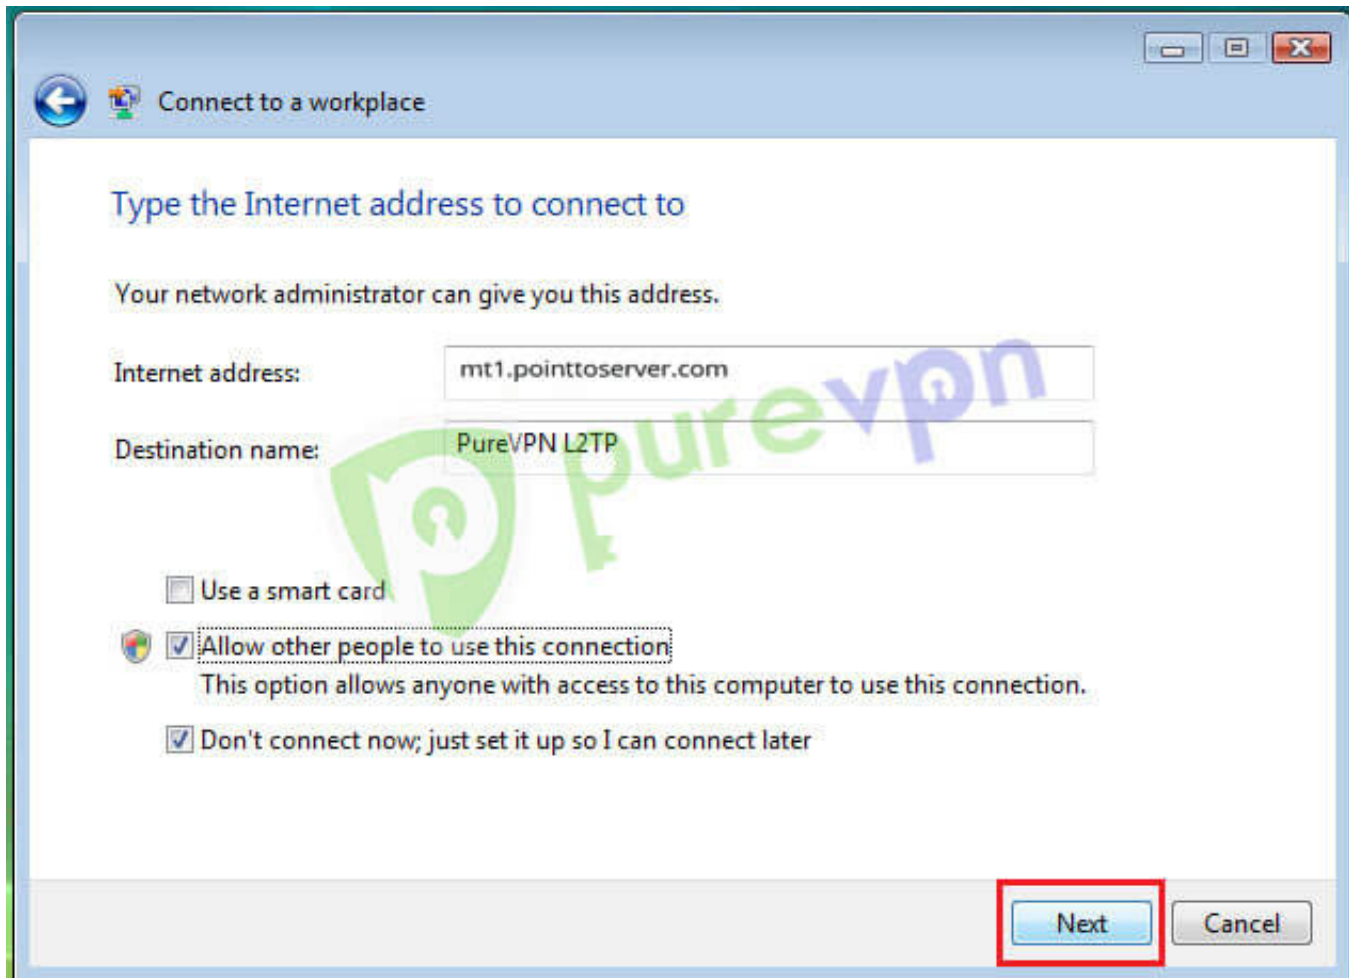 Connect to a workplace
Type the Internet address to connect to
Your network administrator can give you this address.
Internet address: mt1.pointtoserver.com
Destination name: PureVPN L2TP
purevpn
Use a smart card
Allow other people to use this connection
This option allows anyone with access to this computer to use this connection.
Don't connect now; just set it up so I can connect later
Next Cancel